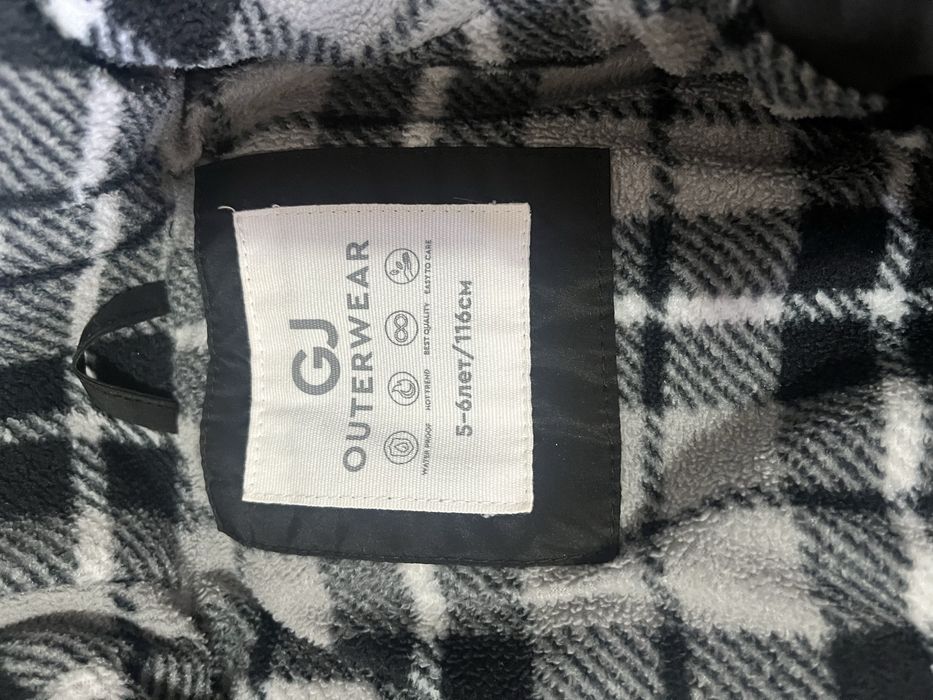 GJ
OUTERWEAR
WATER PROOF HOT TREND BEST QUALITY EASY TO CARE
5-6лет/116см